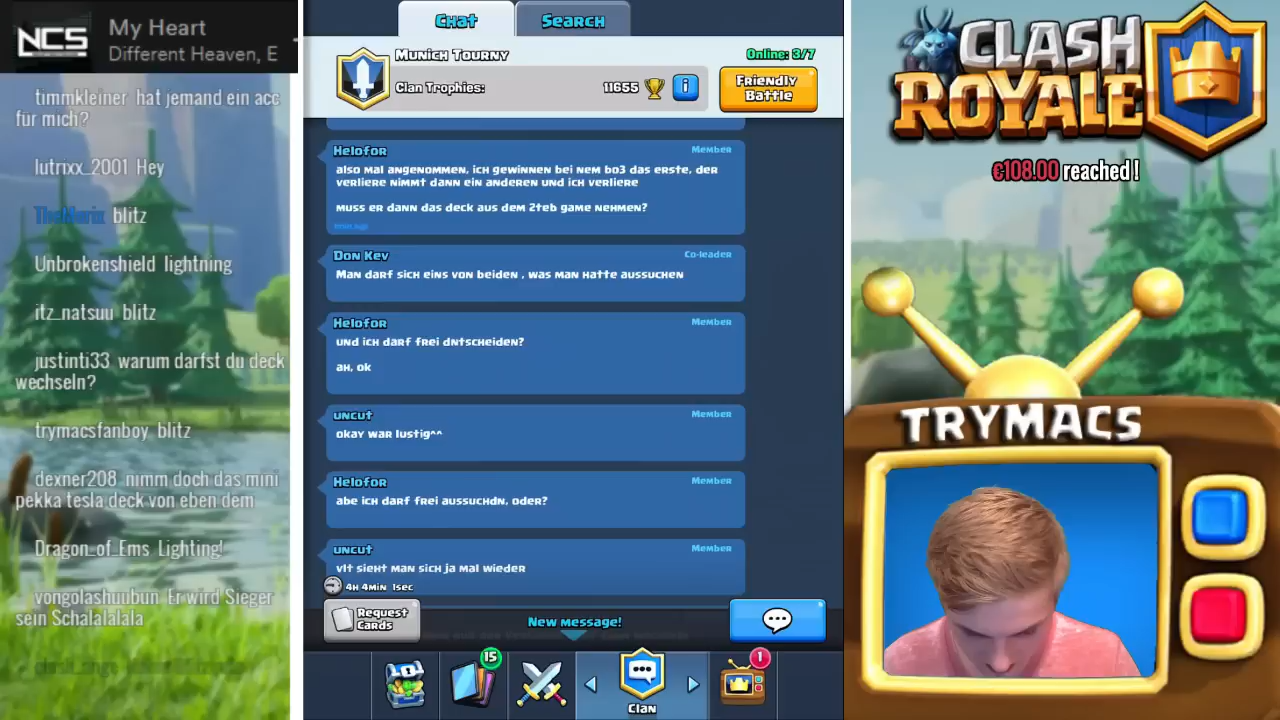 NCS
My Heart
Different Heaven, E
timmkleiner hat jemand ein acc
für mich?
lutrixx_2001 Hey
blitz
Unbrokenshield lightning
itz_natsuu blitz
justinti33 warum darfst du deck
wechseln?
trymacsfanboy blitz
dexner208 nimm doch das mini
pekka tesla deck von eben dem
Dragon_of_Ems Lighting!
vongolashuubun Er wird Sieger
sein Schalalalala
Chat
Search
Munich Tourny
Online: 3/7
Clan Trophies:
11655
i
Friendly
Battle
Helofor
Member
also mal angenommen, ich gewinnen bei nem bo3 das erste, der
verliere nimmt dann ein anderen und ich verliere
muss er dann das deck aus dem 2teb game nehmen?
Don Kev
Co-leader
Man darf sich eins von beiden , was man hatte aussuchen
Helofor
Member
und ich darf frei dntscheiden?
ah, ok
uncut
Member
okay war lustig^^
Helofor
Member
abe ich darf frei aussuchdn, oder?
uncut
Member
vlt sieht man sich ja mal wieder
4h 4min 1sec
Request
Cards
New message!
15
1
Clan
CLASH
ROYALE
€108.00 reached !
TRYMACS